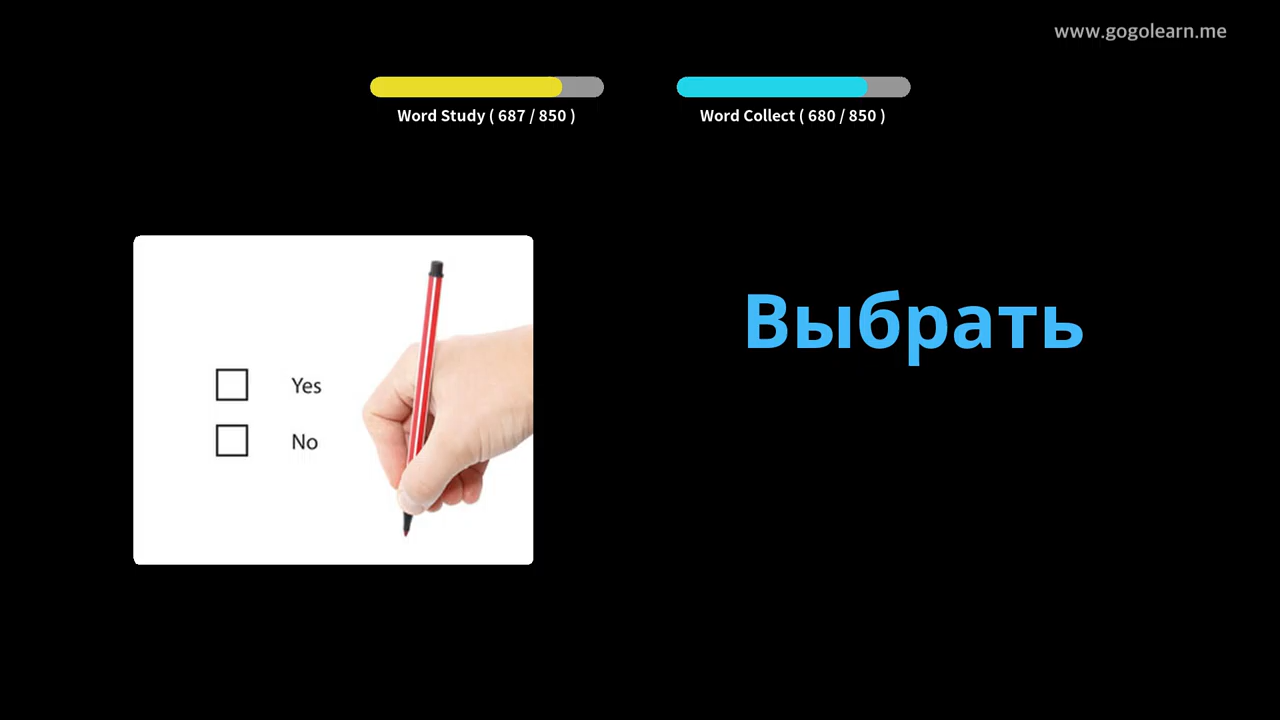 www.gogolearn.me
Word Study ( 687 / 850 )
Word Collect ( 680 / 850 )
Yes
No
Выбрать